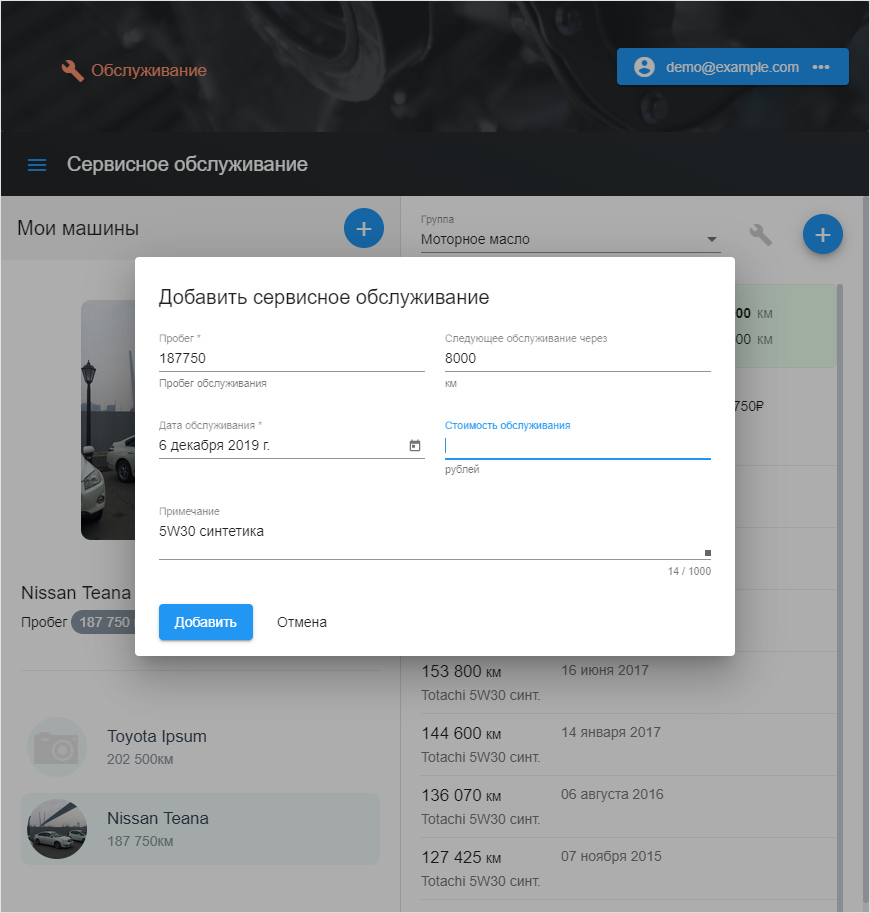 Обслуживание
demo@example.com
Сервисное обслуживание
Мои машины
Группа
Моторное масло
00 км
00 км
750₽
Добавить сервисное обслуживание
Пробег *
187750
Пробег обслуживания
Следующее обслуживание через
8000
км
Дата обслуживания *
6 декабря 2019 г.
Стоимость обслуживания
рублей
Примечание
5W30 синтетика
14 / 1000
Добавить
Отмена
Nissan Teana
Пробег 187 750
Toyota Ipsum
202 500км
Nissan Teana
187 750км
153 800 км 16 июня 2017
Totachi 5W30 синт.
144 600 км 14 января 2017
Totachi 5W30 синт.
136 070 км 06 августа 2016
Totachi 5W30 синт.
127 425 км 07 ноября 2015
Totachi 5W30 синт.